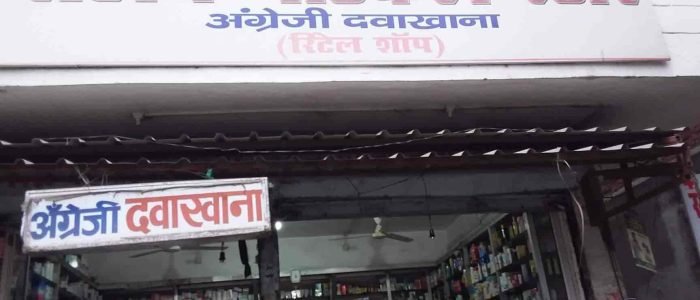 अंग्रेजी दवाखाना
(रिटेल शॉप)
अँग्रेजी दवाखाना